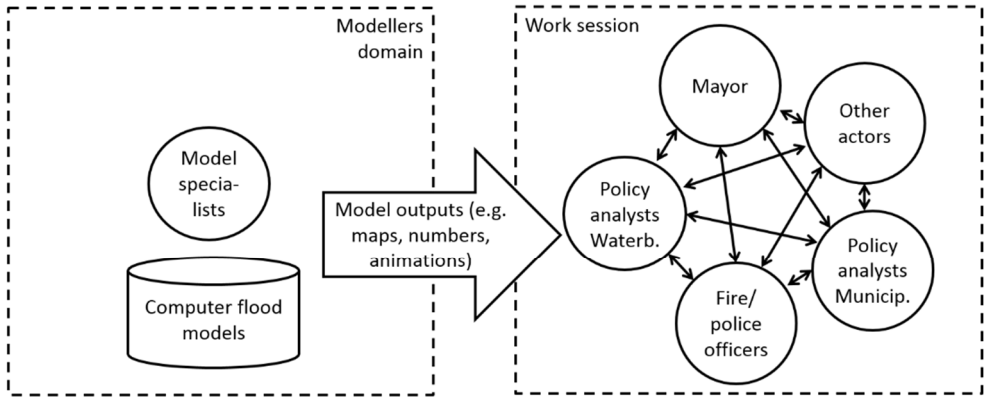 Modellers
domain
Model
specia-
lists
Computer flood
models
Model outputs (e.g.
maps, numbers,
animations)
Work session
Mayor
Other
actors
Policy
analysts
Waterb.
Policy
analysts
Municip.
Fire/
police
officers